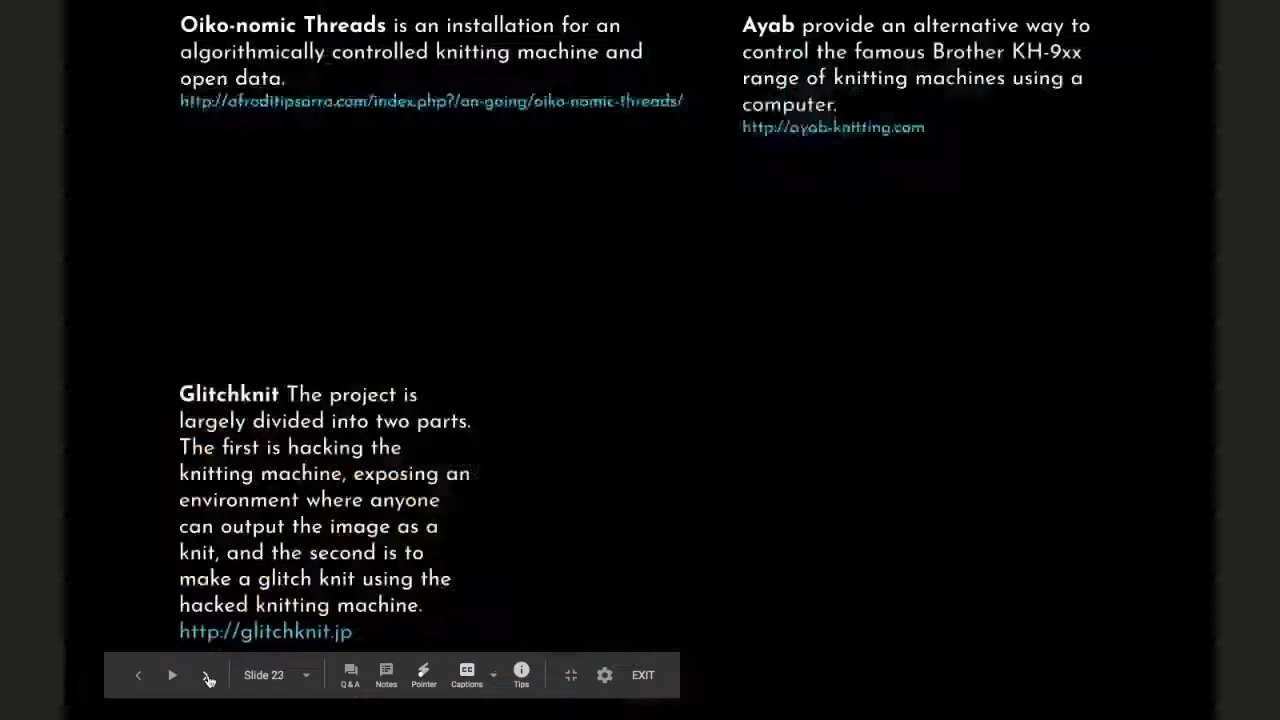 Oiko-nomic Threads is an installation for an
algorithmically controlled knitting machine and
open data.
http://afroditipsarra.com/index.php?/on-going/oiko-nomic-threads/
Ayab provide an alternative way to
control the famous Brother KH-9xx
range of knitting machines using a
computer.
http://ayab-knitting.com
Glitchknit The project is
largely divided into two parts.
The first is hacking the
knitting machine, exposing an
environment where anyone
can output the image as a
knit, and the second is to
make a glitch knit using the
hacked knitting machine.
http://glitchknit.jp
Slide 23
Q&A
Notes
Pointer
CC
Captions
Tips
EXIT